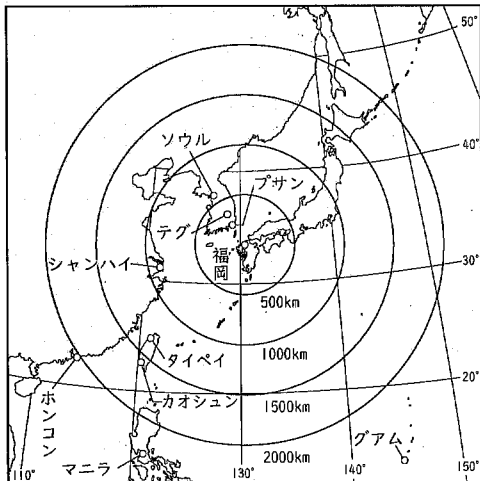 50°
140°
40°
ソウル
プサン
テグ
福岡
シャンハイ
30°
500km
1000km
タイペイ
20°
カオシュン
1500km
ホンコン
グアム
マニラ
2000km
110°
130°
140°
150°